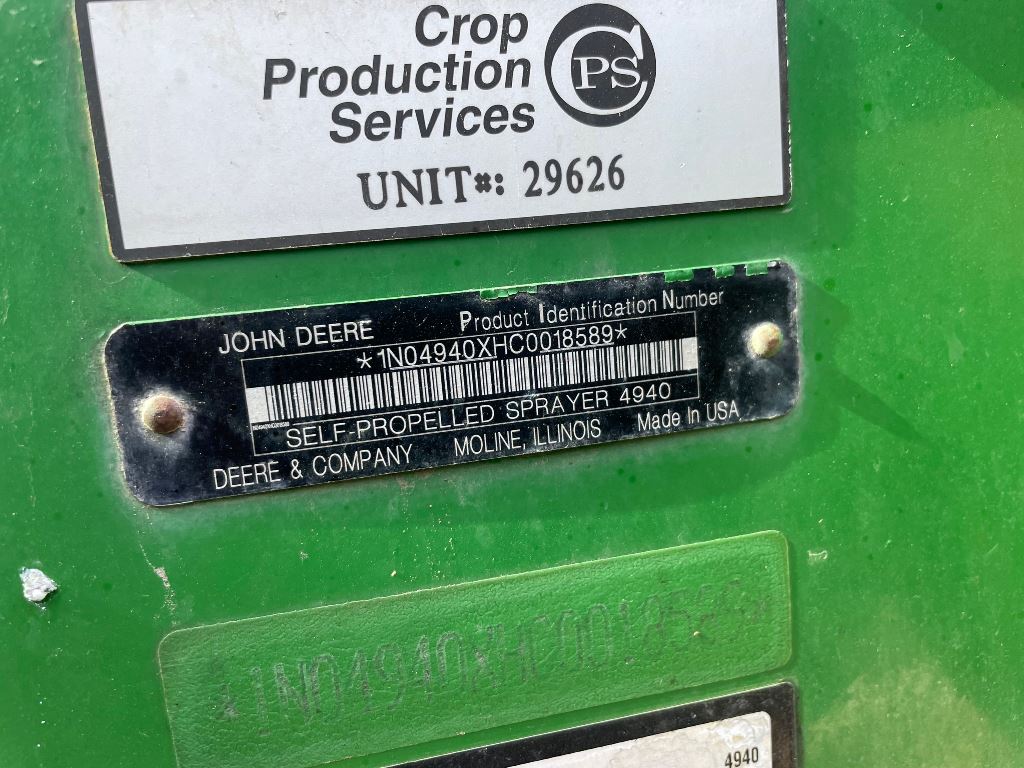 Crop
Production
Services
CPS
UNIT#: 29626
JOHN DEERE Product Identification Number
*1N04940XHC0018589*
SELF-PROPELLED SPRAYER 4940
DEERE & COMPANY MOLINE, ILLINOIS Made In USA
*1N04940XHC0018589*
4940